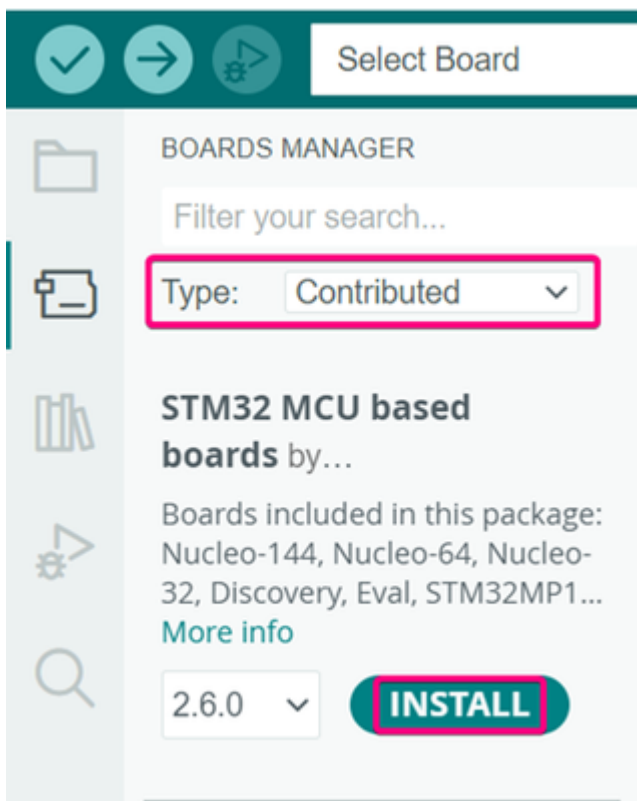 Select Board
BOARDS MANAGER
Filter your search...
Type: Contributed
STM32 MCU based
boards by...
Boards included in this package:
Nucleo-144, Nucleo-64, Nucleo-
32, Discovery, Eval, STM32MP1...
More info
2.6.0 INSTALL